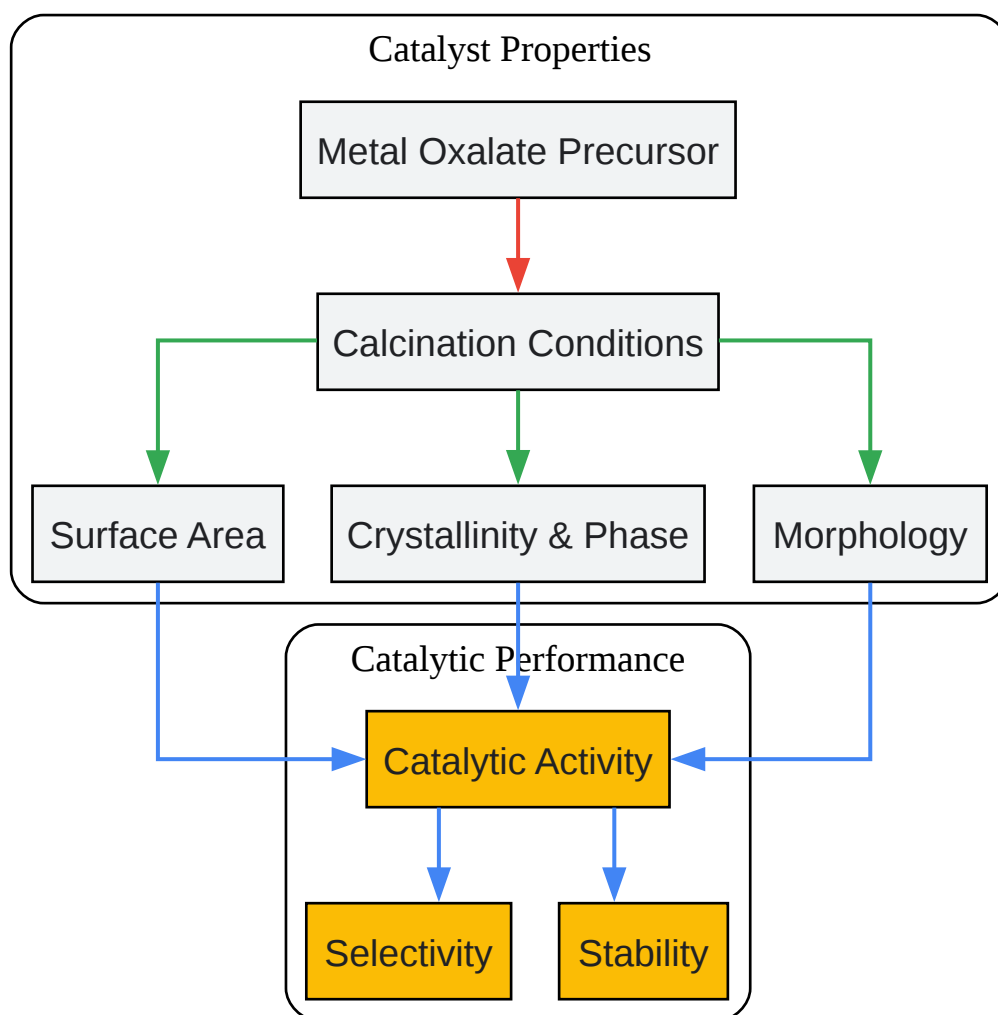 Catalyst Properties
Metal Oxalate Precursor
Calcination Conditions
Surface Area
Crystallinity & Phase
Morphology
Catalytic Performance
Catalytic Activity
Selectivity
Stability